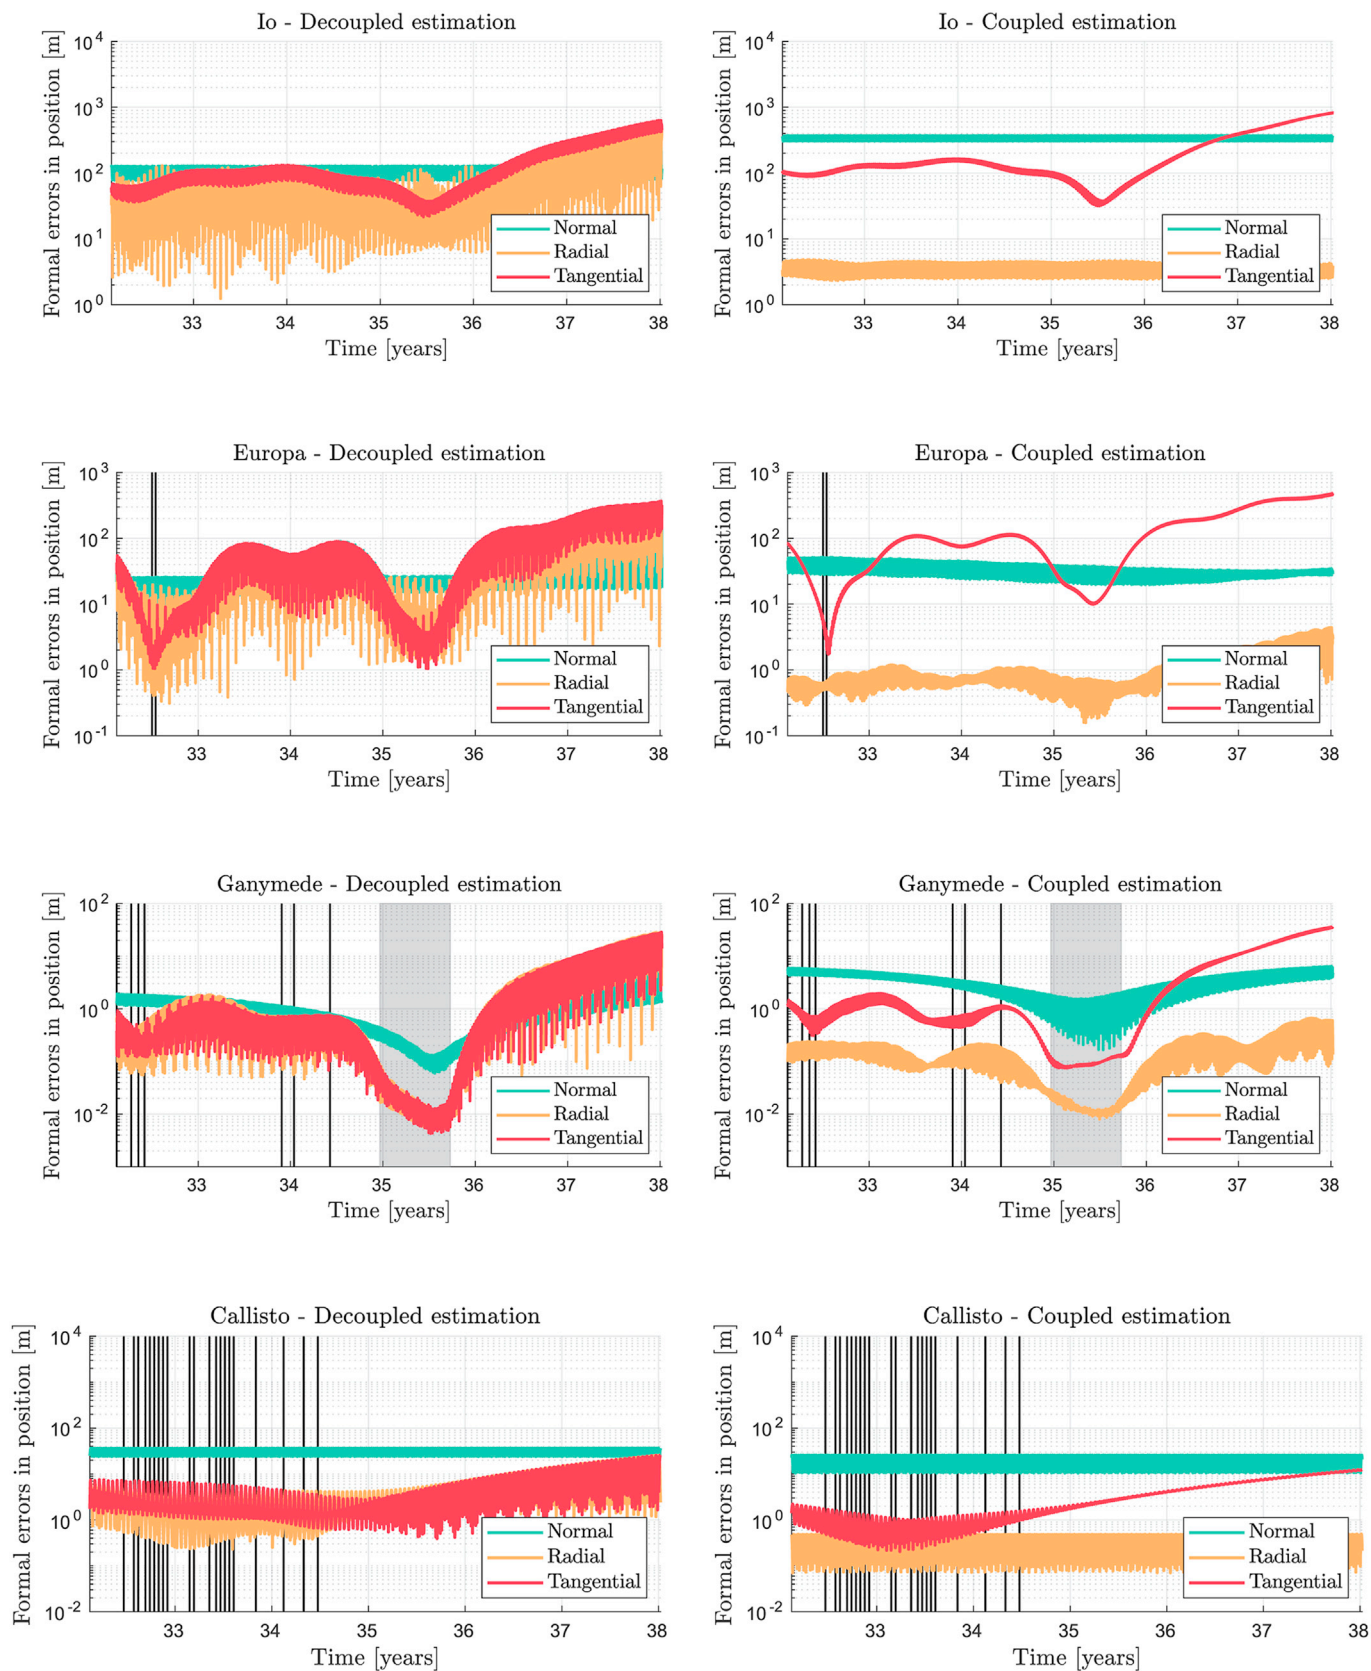 Io - Decoupled estimation
Formal errors in position [m]
10^4
10^3
10^2
10^1
10^0
Normal
Radial
Tangential
33 34 35 36 37 38
Time [years]
Io - Coupled estimation
Formal errors in position [m]
10^4
10^3
10^2
10^1
10^0
Normal
Radial
Tangential
33 34 35 36 37 38
Time [years]
Europa - Decoupled estimation
Formal errors in position [m]
10^3
10^2
10^1
10^0
10^-1
Normal
Radial
Tangential
33 34 35 36 37 38
Time [years]
Europa - Coupled estimation
Formal errors in position [m]
10^3
10^2
10^1
10^0
10^-1
Normal
Radial
Tangential
33 34 35 36 37 38
Time [years]
Ganymede - Decoupled estimation
Formal errors in position [m]
10^2
10^0
10^-2
Normal
Radial
Tangential
33 34 35 36 37 38
Time [years]
Ganymede - Coupled estimation
Formal errors in position [m]
10^2
10^0
10^-2
Normal
Radial
Tangential
33 34 35 36 37 38
Time [years]
Callisto - Decoupled estimation
Formal errors in position [m]
10^4
10^2
10^0
10^-2
Normal
Radial
Tangential
33 34 35 36 37 38
Time [years]
Callisto - Coupled estimation
Formal errors in position [m]
10^4
10^2
10^0
10^-2
Normal
Radial
Tangential
33 34 35 36 37 38
Time [years]